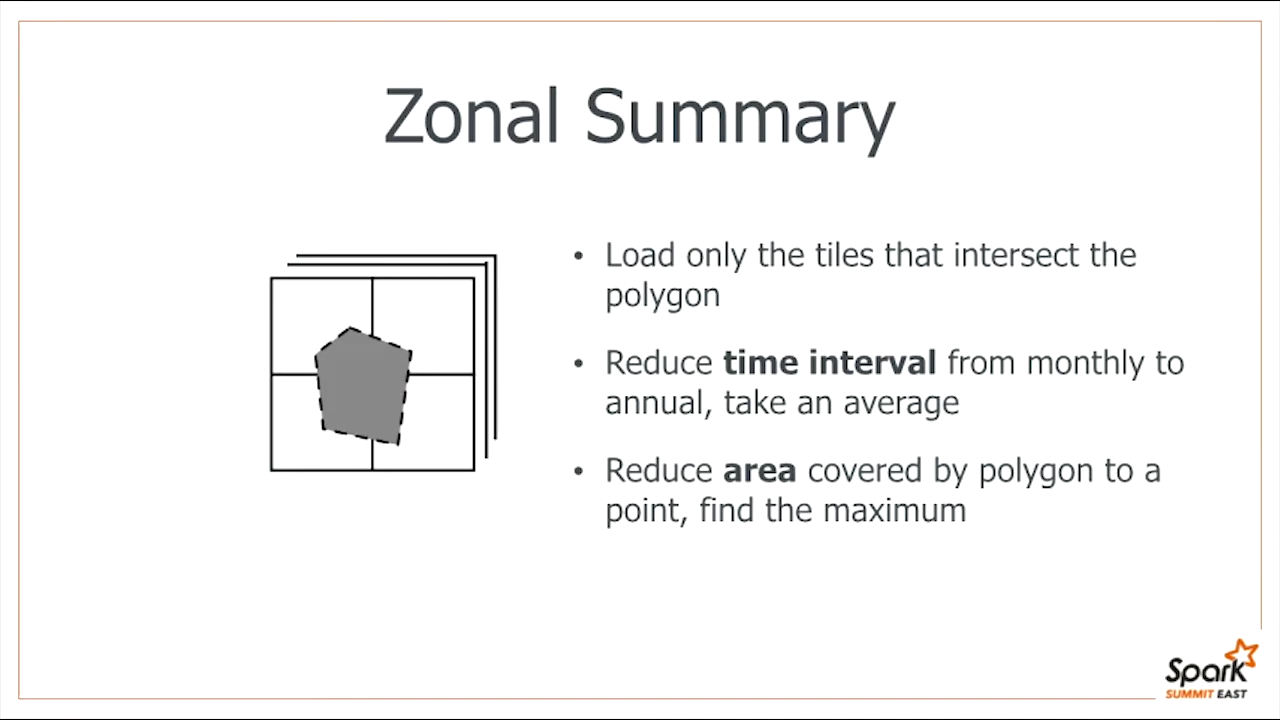 Zonal Summary
• Load only the tiles that intersect the
polygon
• Reduce time interval from monthly to
annual, take an average
• Reduce area covered by polygon to a
point, find the maximum
Spark
SUMMIT EAST